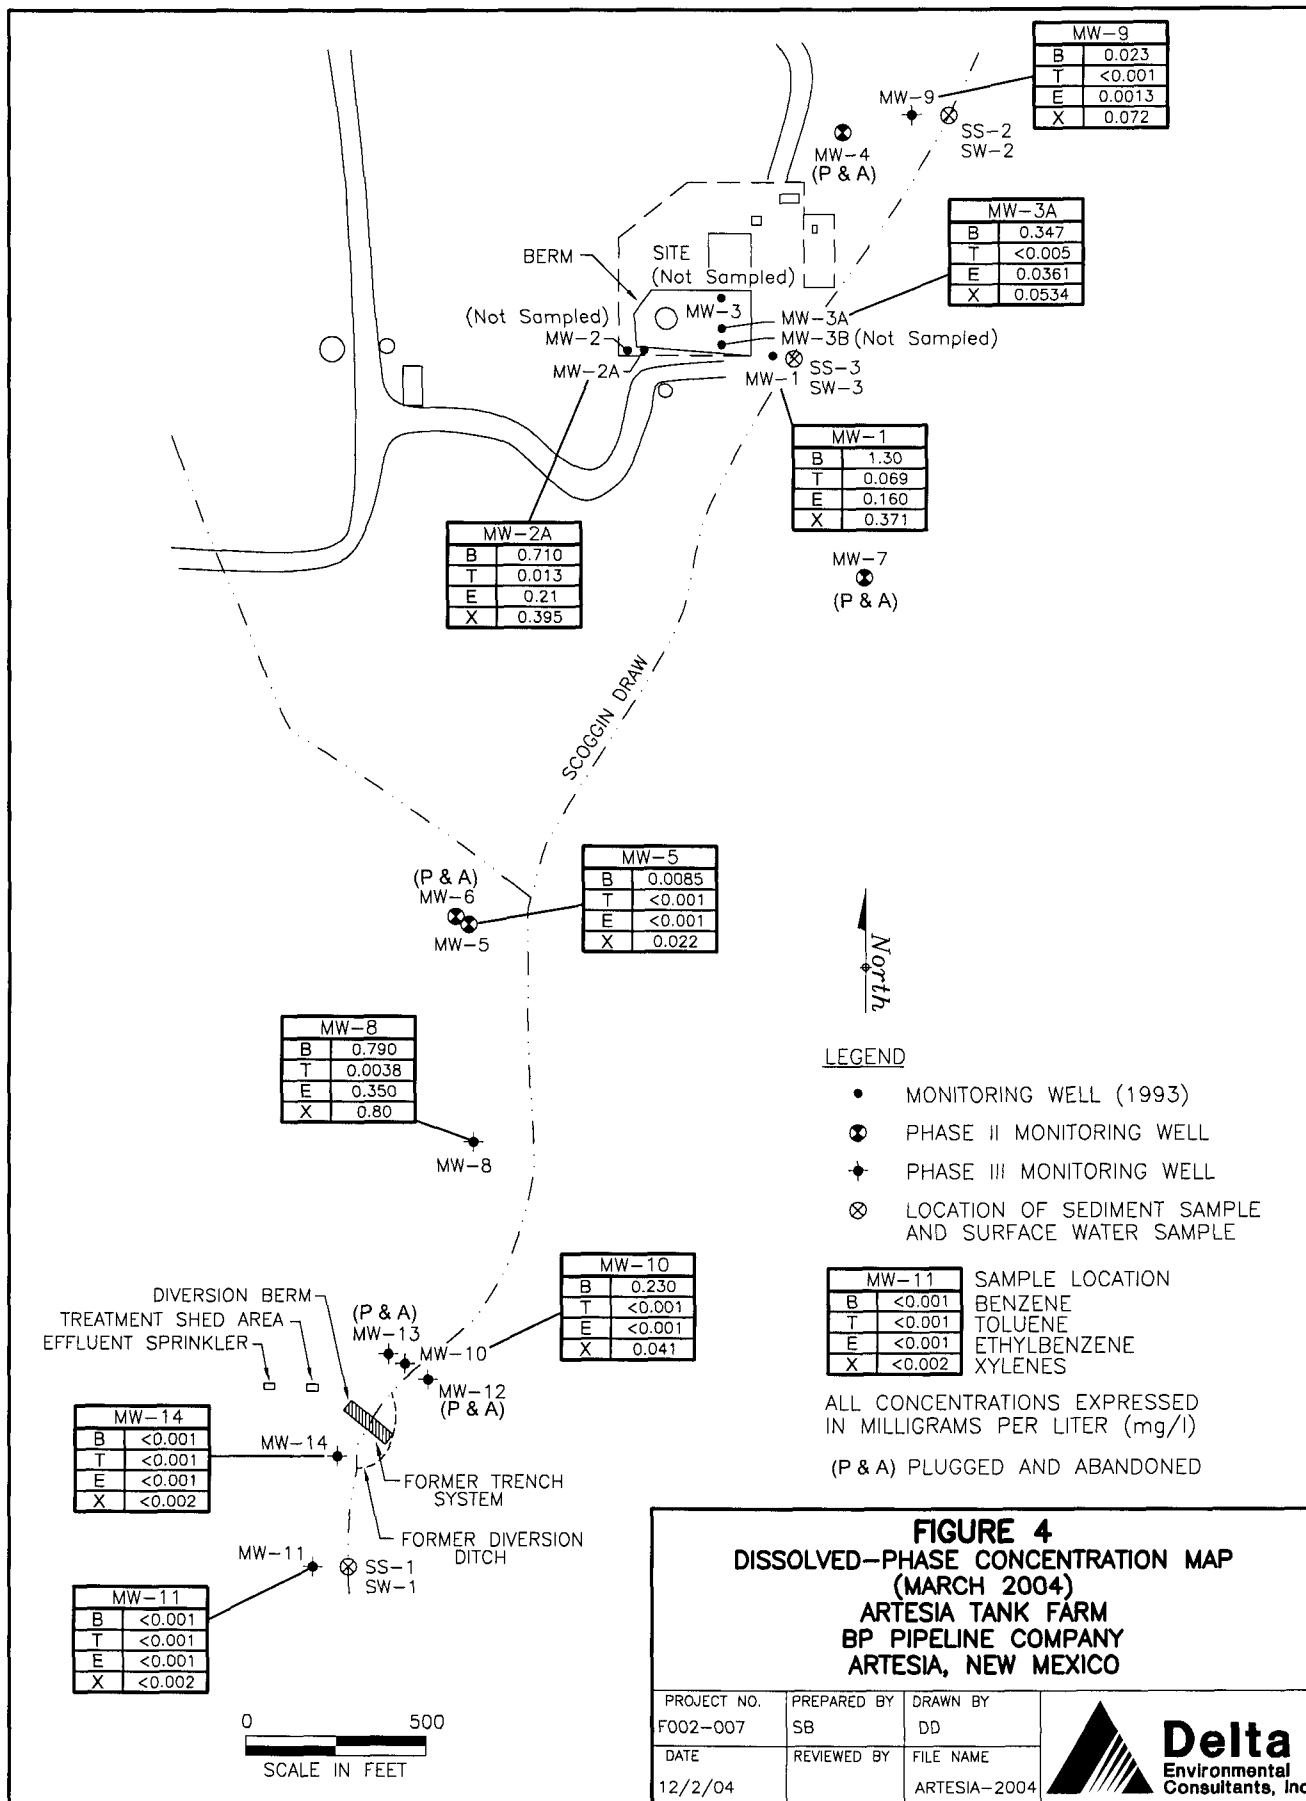 MW-9
B 0.023
T <0.001
E 0.0013
X 0.072
MW-9
SS-2
SW-2
MW-4
(P & A)
MW-3A
B 0.347
T <0.005
E 0.0361
X 0.0534
BERM
SITE
(Not Sampled)
MW-3
(Not Sampled)
MW-2
MW-3A
MW-3B (Not Sampled)
MW-2A
MW-1
SS-3
SW-3
MW-1
B 1.30
T 0.069
E 0.160
X 0.371
MW-2A
B 0.710
T 0.013
E 0.21
X 0.395
MW-7
(P & A)
SCOGGIN DRAW
MW-5
B 0.0085
T <0.001
E <0.001
X 0.022
(P & A)
MW-6
MW-5
North
MW-8
B 0.790
T 0.0038
E 0.350
X 0.80
MW-8
LEGEND
MONITORING WELL (1993)
PHASE II MONITORING WELL
PHASE III MONITORING WELL
LOCATION OF SEDIMENT SAMPLE
AND SURFACE WATER SAMPLE
MW-11 SAMPLE LOCATION
B <0.001 BENZENE
T <0.001 TOLUENE
E <0.001 ETHYLBENZENE
X <0.002 XYLENES
ALL CONCENTRATIONS EXPRESSED
IN MILLIGRAMS PER LITER (mg/l)
(P & A) PLUGGED AND ABANDONED
MW-10
B 0.230
T <0.001
E <0.001
X 0.041
DIVERSION BERM
TREATMENT SHED AREA
EFFLUENT SPRINKLER
(P & A)
MW-13
MW-10
MW-12
(P & A)
MW-14
B <0.001
T <0.001
E <0.001
X <0.002
MW-14
FORMER TRENCH
SYSTEM
FORMER DIVERSION
DITCH
MW-11
SS-1
SW-1
MW-11
B <0.001
T <0.001
E <0.001
X <0.002
0 500
SCALE IN FEET
FIGURE 4
DISSOLVED-PHASE CONCENTRATION MAP
(MARCH 2004)
ARTESIA TANK FARM
BP PIPELINE COMPANY
ARTESIA, NEW MEXICO
PROJECT NO. PREPARED BY DRAWN BY
F002-007 SB DD
DATE REVIEWED BY FILE NAME
12/2/04 ARTESIA-2004
Delta
Environmental
Consultants, Inc